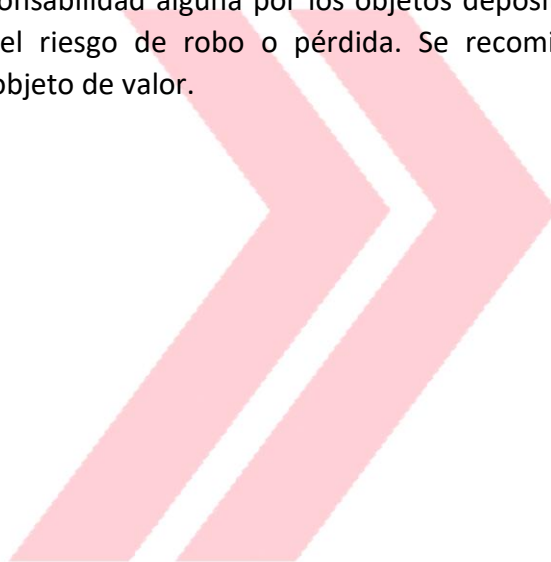 onsabilidad alguna por los objetos deposi
el riesgo de robo o pérdida. Se recomi
objeto de valor.